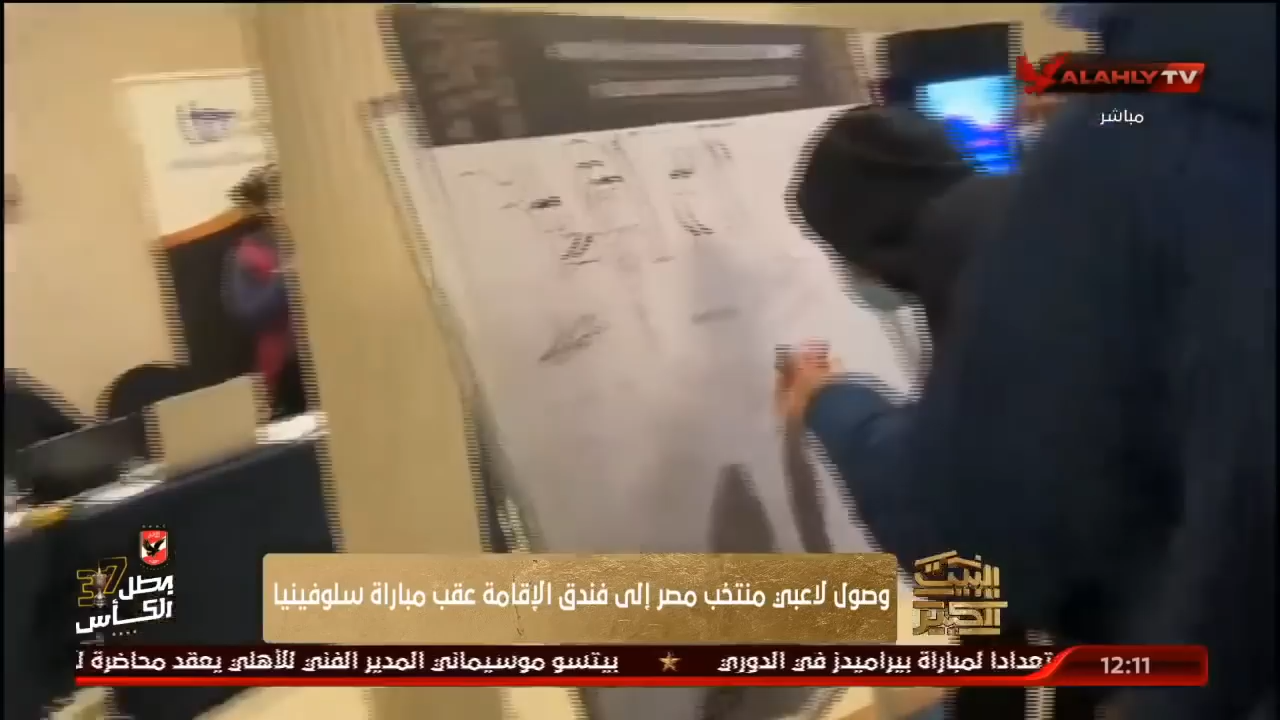 ALAHLY TV
مباشر
37
بطل
الكأس
وصول لاعبي منتخب مصر إلى فندق الإقامة عقب مباراة سلوفينيا
البيت
الكبير
تعدادا لمباراة بيراميدز في الدوري ★ بيتسو موسيماني المدير الفني للأهلي يعقد محاضرة ل
12:11